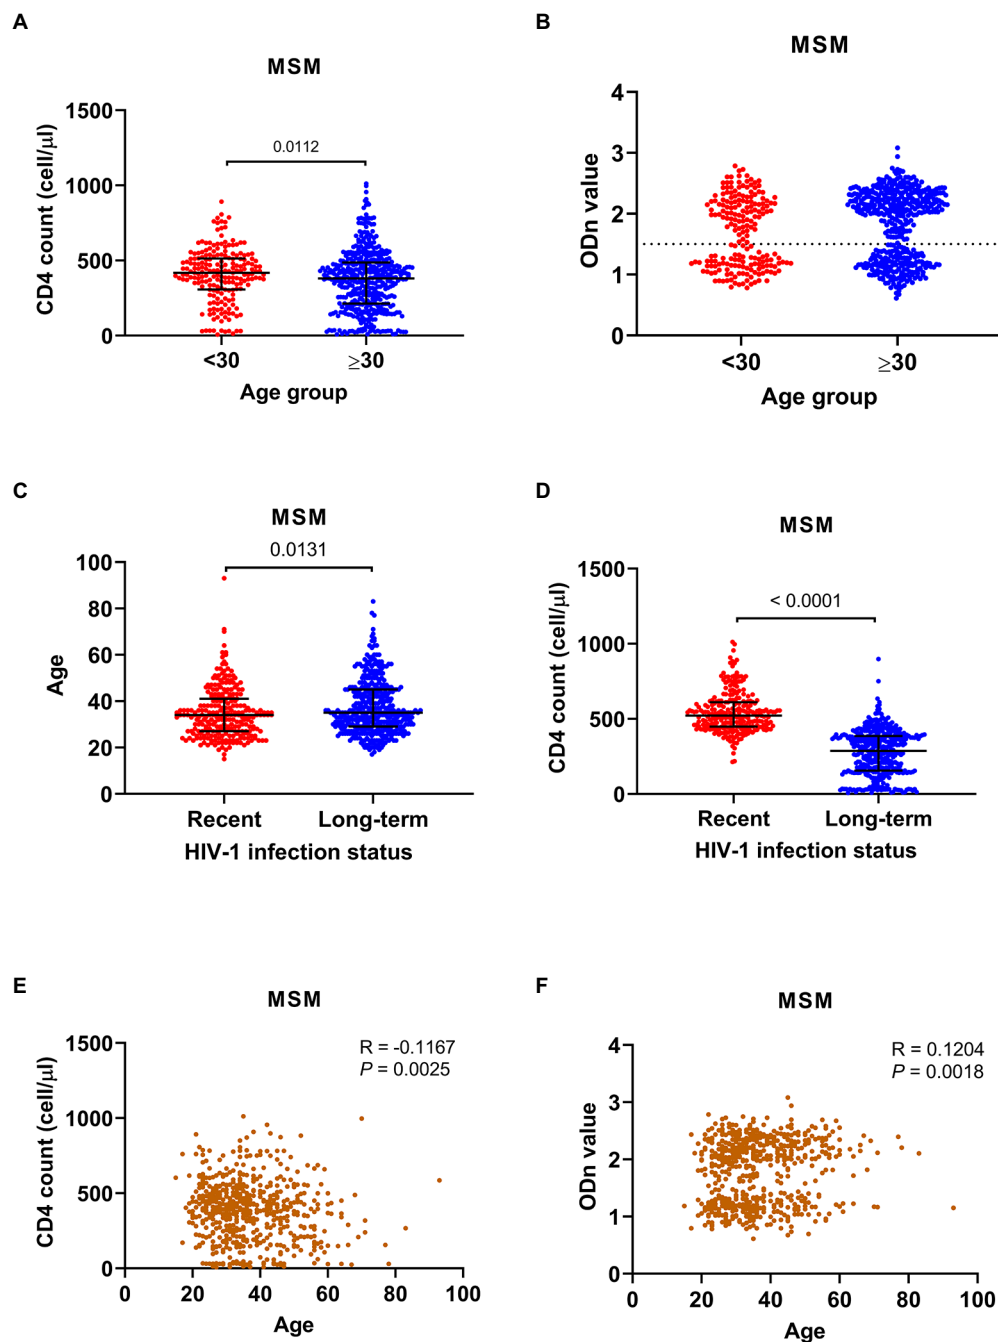 A
MSM
0.0112
CD4 count (cell/μl)
1500
1000
500
0
<30
≥30
Age group
B
MSM
ODn value
4
3
2
1
0
<30
≥30
Age group
C
MSM
0.0131
Age
100
80
60
40
20
0
Recent
Long-term
HIV-1 infection status
D
MSM
< 0.0001
CD4 count (cell/μl)
1500
1000
500
0
Recent
Long-term
HIV-1 infection status
E
MSM
R = -0.1167
P = 0.0025
CD4 count (cell/μl)
1500
1000
500
0
0 20 40 60 80 100
Age
F
MSM
R = 0.1204
P = 0.0018
ODn value
4
3
2
1
0
0 20 40 60 80 100
Age